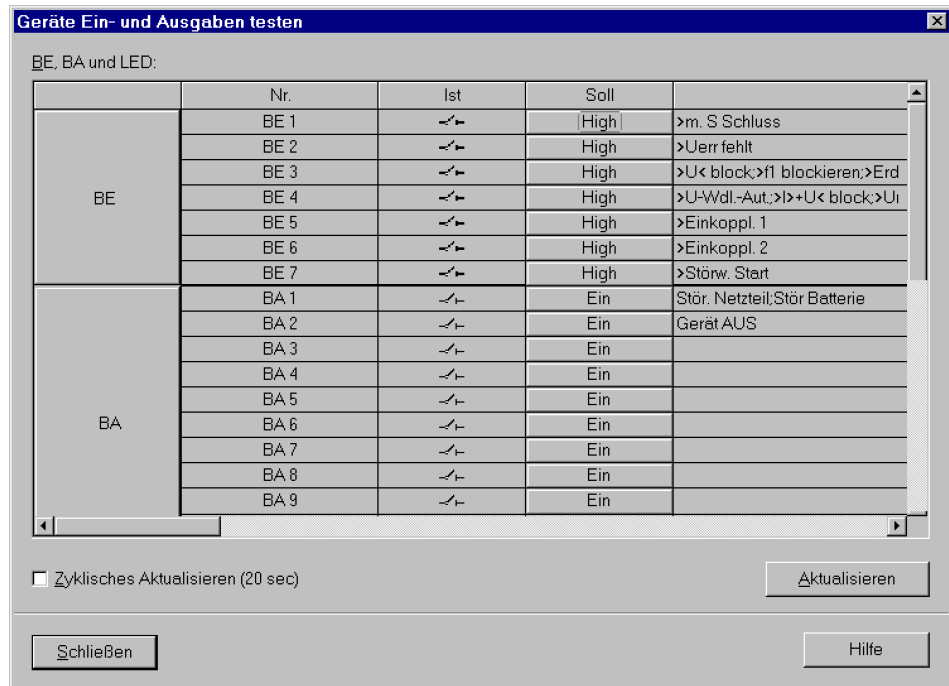 Geräte Ein- und Ausgaben testen
BE, BA und LED:
Nr. Ist Soll
BE
BE 1 High >m. S Schluss
BE 2 High >Uerr fehlt
BE 3 High >U< block;>f1 blockieren;>Erd
BE 4 High >U-Wdl.-Aut.;>I>+U< block;
BE 5 High >Einkoppl. 1
BE 6 High >Einkoppl. 2
BE 7 High >Störw. Start
BA
BA 1 Ein Stör. Netzteil;Stör Batterie
BA 2 Ein Gerät AUS
BA 3 Ein
BA 4 Ein
BA 5 Ein
BA 6 Ein
BA 7 Ein
BA 8 Ein
BA 9 Ein
Zyklisches Aktualisieren (20 sec)
Aktualisieren
Schließen
Hilfe